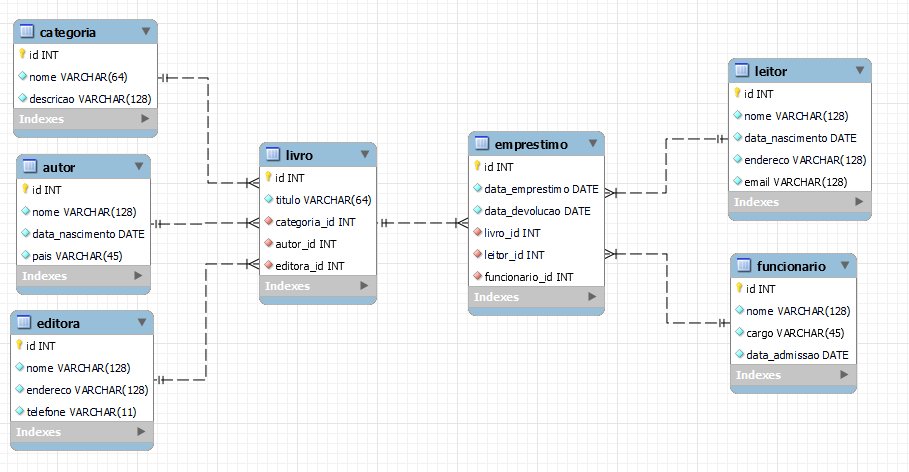 categoria
id INT
nome VARCHAR(64)
descricao VARCHAR(128)
Indexes
autor
id INT
nome VARCHAR(128)
data_nascimento DATE
pais VARCHAR(45)
Indexes
editora
id INT
nome VARCHAR(128)
endereco VARCHAR(128)
telefone VARCHAR(11)
Indexes
livro
id INT
titulo VARCHAR(64)
categoria_id INT
autor_id INT
editora_id INT
Indexes
emprestimo
id INT
data_emprestimo DATE
data_devolucao DATE
livro_id INT
leitor_id INT
funcionario_id INT
Indexes
leitor
id INT
nome VARCHAR(128)
data_nascimento DATE
endereco VARCHAR(128)
email VARCHAR(128)
Indexes
funcionario
id INT
nome VARCHAR(128)
cargo VARCHAR(45)
data_admissao DATE
Indexes